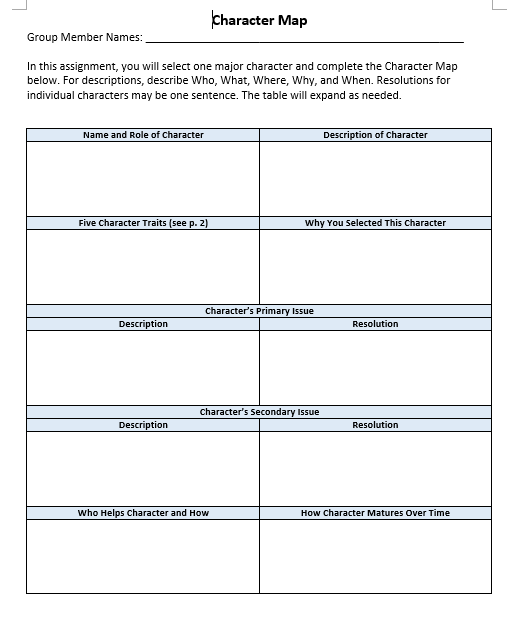 Character Map
Group Member Names: ___________________________________________________
In this assignment, you will select one major character and complete the Character Map
below. For descriptions, describe Who, What, Where, Why, and When. Resolutions for
individual characters may be one sentence. The table will expand as needed.
Name and Role of Character Description of Character
Five Character Traits (see p. 2) Why You Selected This Character
Character's Primary Issue
Description Resolution
Character's Secondary Issue
Description Resolution
Who Helps Character and How How Character Matures Over Time